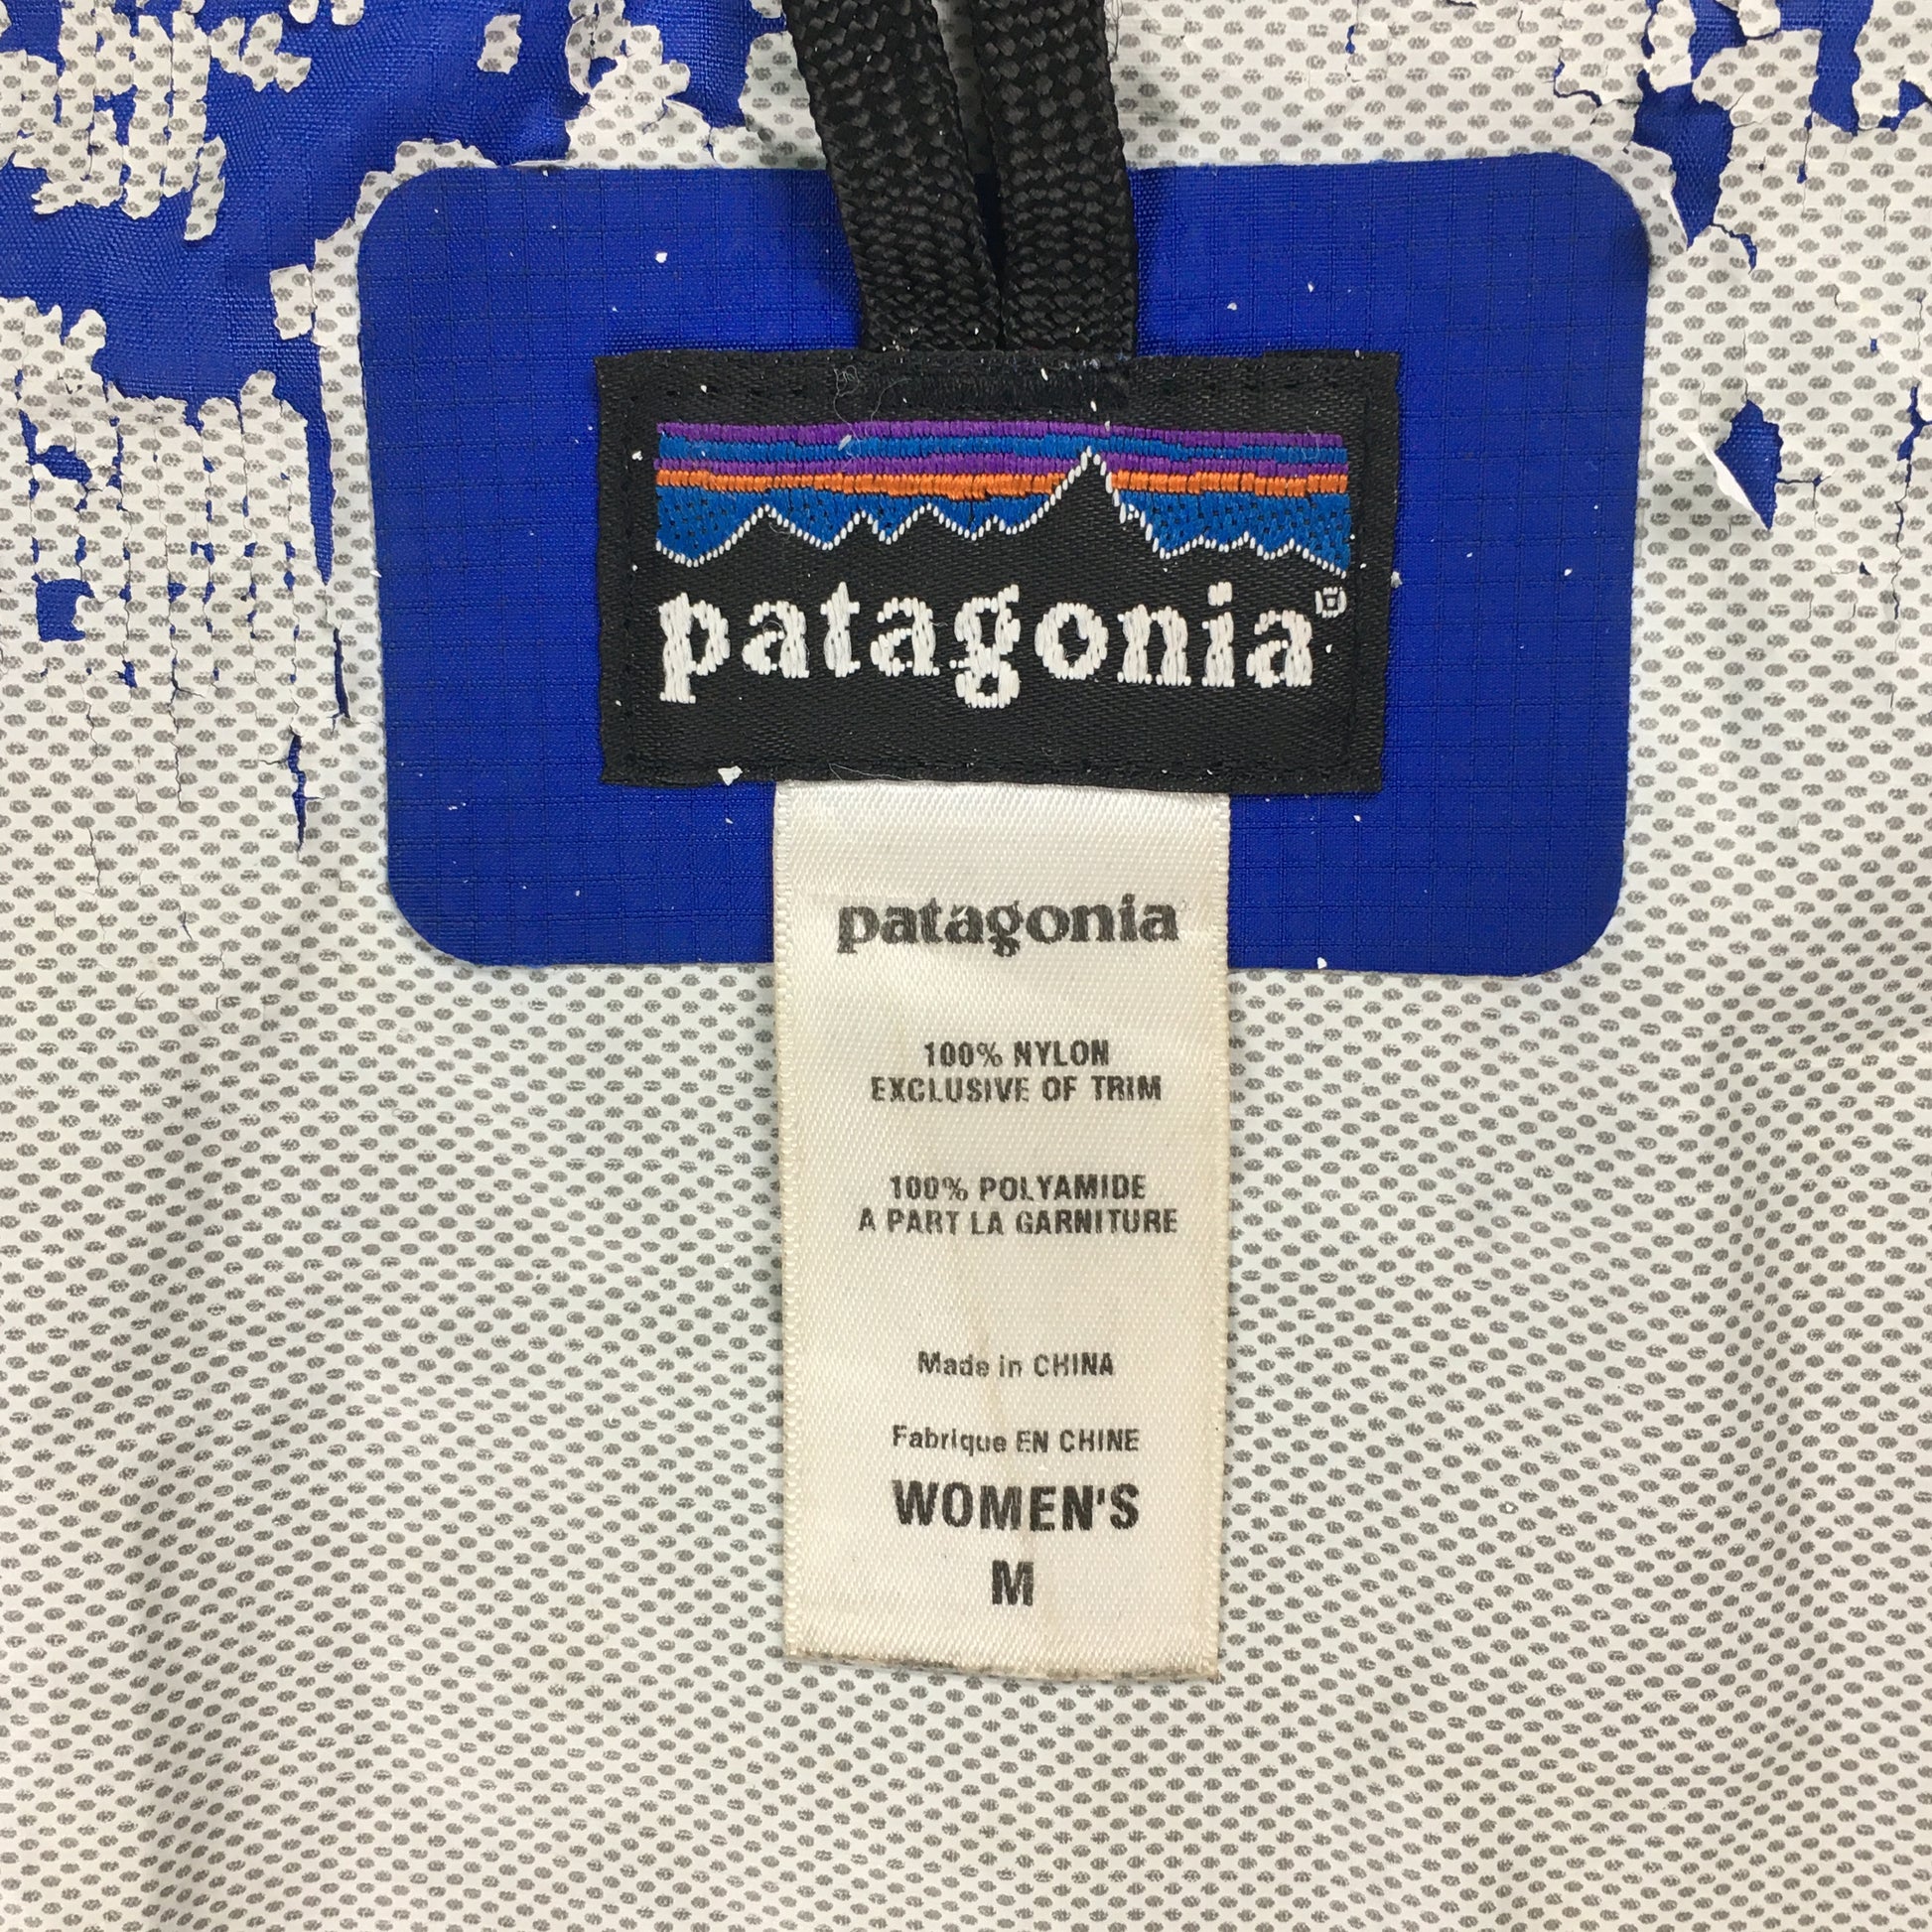 patagonia®
patagonia
100% NYLON
EXCLUSIVE OF TRIM
100% POLYAMIDE
A PART LA GARNITURE
Made in CHINA
Fabrique EN CHINE
WOMEN'S
M